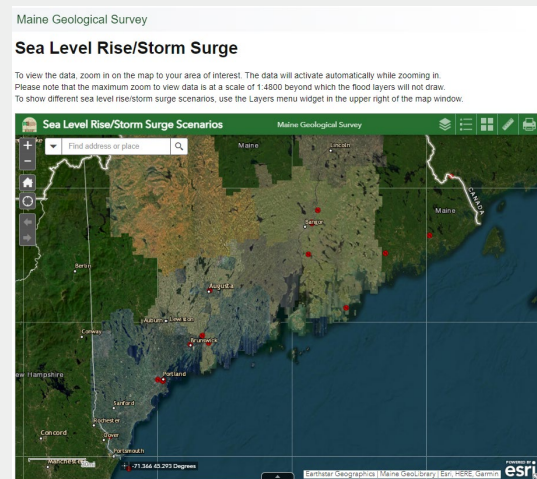 Maine Geological Survey
Sea Level Rise/Storm Surge
To view the data, zoom in on the map to your area of interest. The data will activate automatically while zooming in.
Please note that the maximum zoom to view data is at a scale of 1:4800 beyond which the flood layers will not draw.
To show different sea level rise/storm surge scenarios, use the Layers menu widget in the upper right of the map window.
Sea Level Rise/Storm Surge Scenarios
Maine Geological Survey
Find address or place
Maine
Lincoln
CANADA
Maine
Bangor
Berlin
Augusta
Auburn Lewiston
Conway
Brunswick
ew Hampshire
Portland
Sanford
Rochester
Concord
Dover
Portsmouth
Manchester
-71.366 45.293 Degrees
Earthstar Geographics | Maine GeoLibrary | Esri, HERE, Garmin
POWERED BY
esri